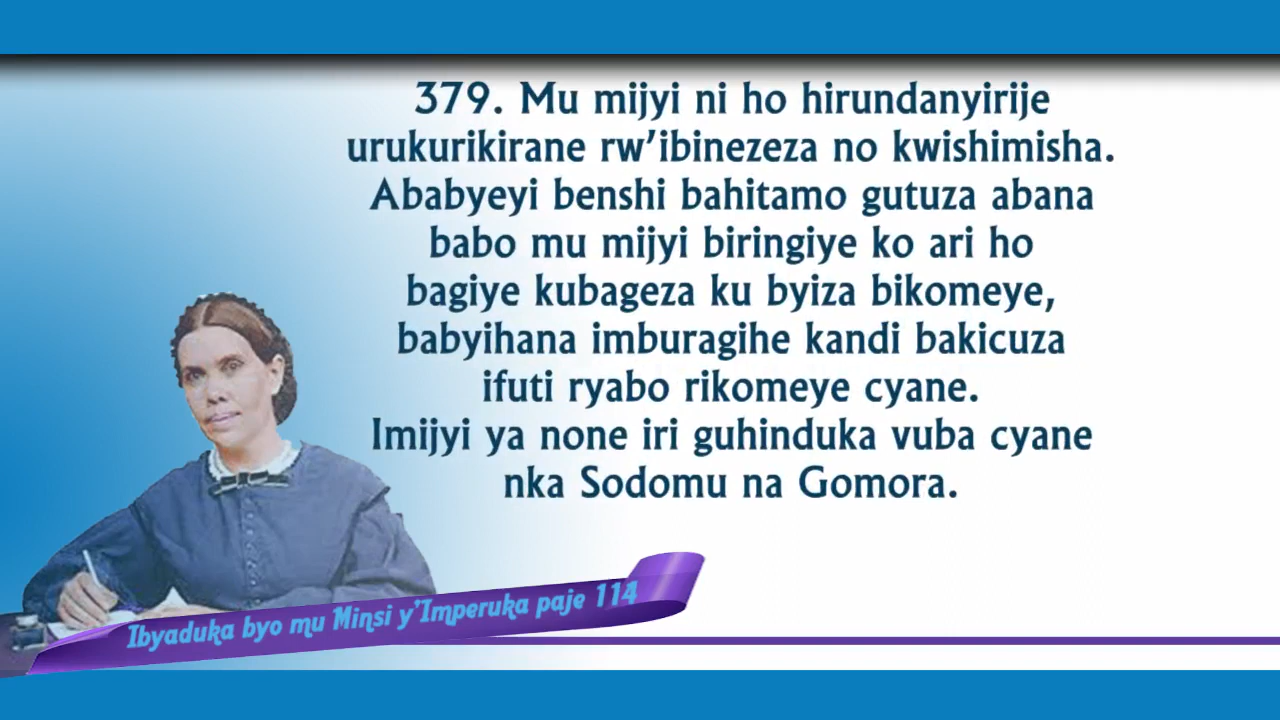 379. Mu mijyi ni ho hirundanyirije
urukurikirane rw'ibinezeza no kwishimisha.
Ababyeyi benshi bahitamo gutuza abana
babo mu mijyi biringiye ko ari ho
bagiye kubageza ku byiza bikomeye,
babyihana imburagihe kandi bakicuza
ifuti ryabo rikomeye cyane.
Imijyi ya none iri guhinduka vuba cyane
nka Sodomu na Gomora.
Ibyaduka byo mu Minsi y'Imperuka paje 114